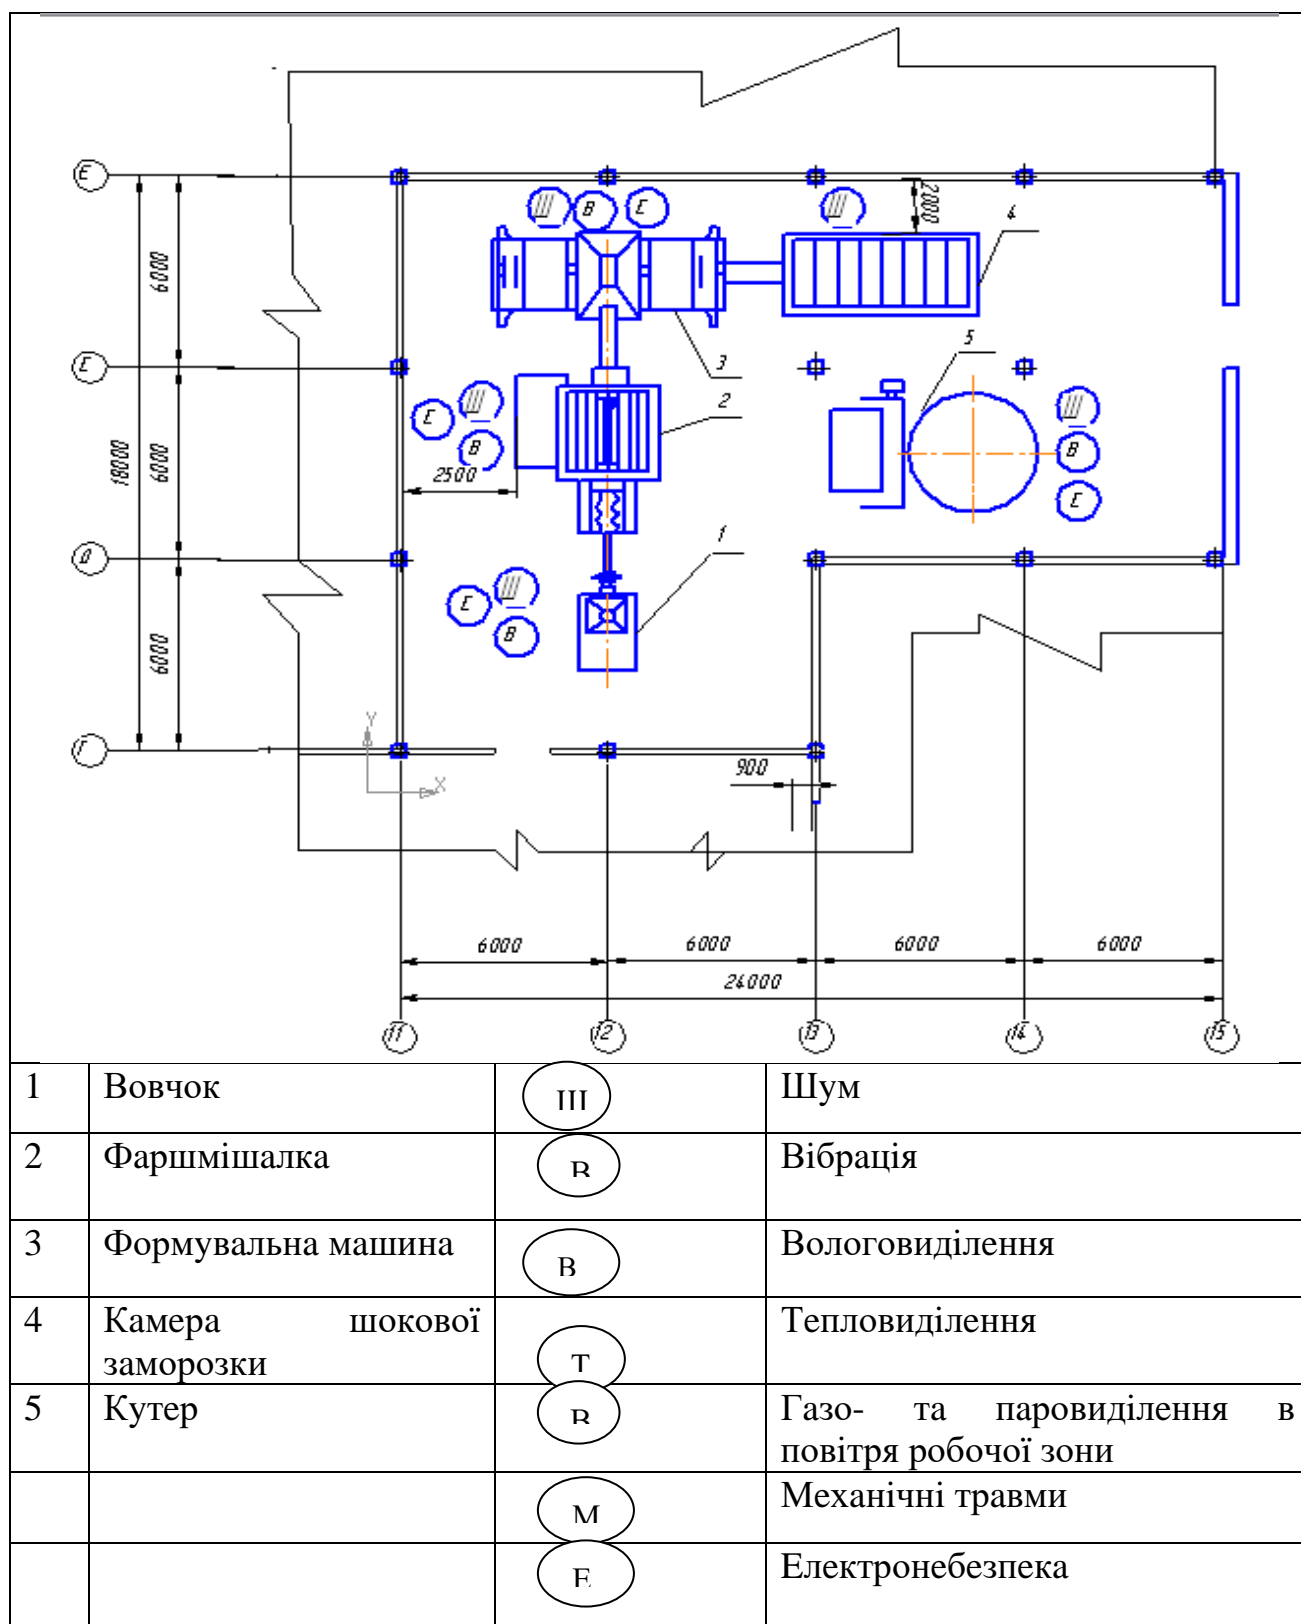 Е
Ш
В
Е
Ш
2000
4
6000
5
Е
3
Ш
2
Ш
Е
В
В
18000
6000
2500
Е
1
Д
Ш
Е
В
6000
Y
Г
900
X
6000
6000
6000
6000
24000
11
12
13
14
15
1 Вовчок Ш Шум
2 Фаршмішалка В Вібрація
3 Формувальна машина В Вологовиділення
4 Камера шокової Тепловиділення
заморозки Т
5 Кутер В Газо- та паровиділення в
повітря робочої зони
М Механічні травми
Е Електронебезпека